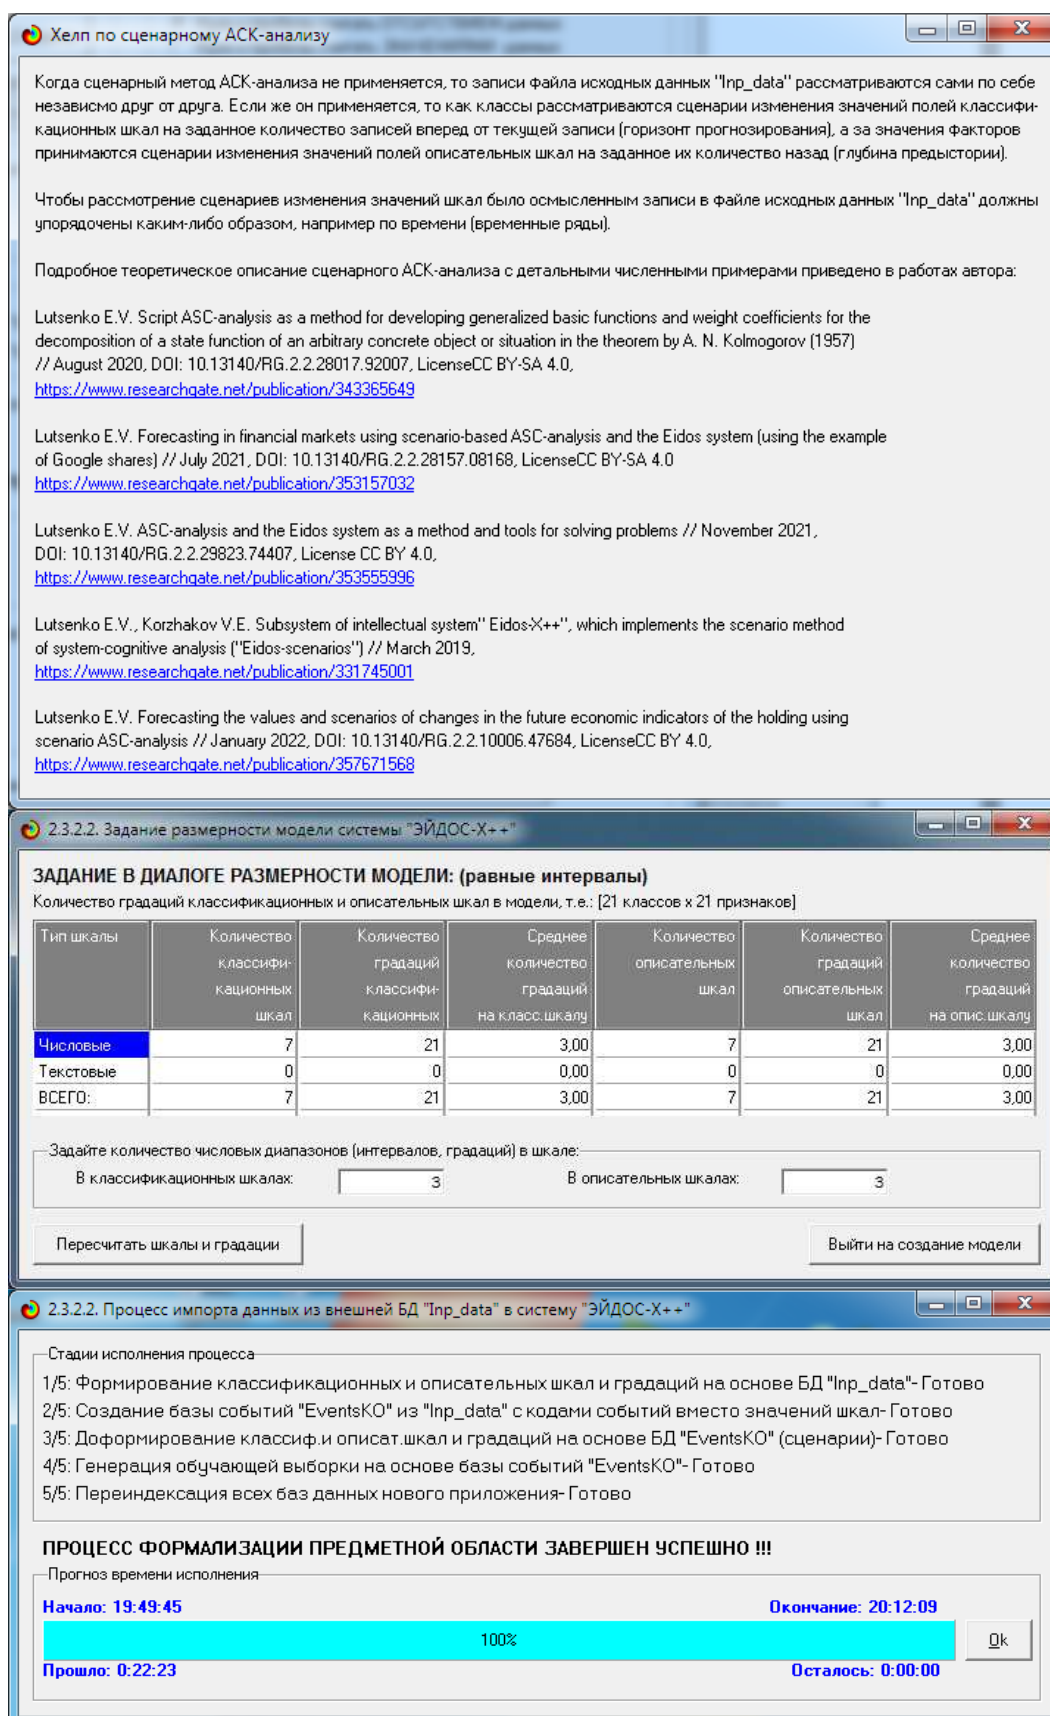 Хелп по сценарному АСК-анализу
Когда сценарный метод АСК-анализа не применяется, то записи файла исходных данных "Inp_data" рассматриваются сами по себе
независмо друг от друга. Если же он применяется, то как классы рассматриваются сценарии изменения значений полей классифи-
кационных шкал на заданное количество записей вперед от текущей записи (горизонт прогнозирования), а за значения факторов
принимаются сценарии изменения значений полей описательных шкал на заданное их количество назад (глубина предыстории).
Чтобы рассмотрение сценариев изменения значений шкал было осмысленным записи в файле исходных данных "Inp_data" должны
упорядочены каким-либо образом, например по времени (временные ряды).
Подробное теоретическое описание сценарного АСК-анализа с детальными численными примерами приведено в работах автора:
Lutsenko E.V. Script ASC-analysis as a method for developing generalized basic functions and weight coefficients for the
decomposition of a state function of an arbitrary concrete object or situation in the theorem by A. N. Kolmogorov (1957)
// August 2020, DOI: 10.13140/RG.2.2.28017.92007, LicenseCC BY-SA 4.0,
https://www.researchgate.net/publication/343365649
Lutsenko E.V. Forecasting in financial markets using scenario-based ASC-analysis and the Eidos system (using the example
of Google shares) // July 2021, DOI: 10.13140/RG.2.2.28157.08168, LicenseCC BY-SA 4.0
https://www.researchgate.net/publication/353157032
Lutsenko E.V. ASC-analysis and the Eidos system as a method and tools for solving problems // November 2021,
DOI: 10.13140/RG.2.2.29823.74407, License CC BY 4.0,
https://www.researchgate.net/publication/353555996
Lutsenko E.V., Korzhakov V.E. Subsystem of intellectual system" Eidos-X++", which implements the scenario method
of system-cognitive analysis ("Eidos-scenarios") // March 2019,
https://www.researchgate.net/publication/331745001
Lutsenko E.V. Forecasting the values and scenarios of changes in the future economic indicators of the holding using
scenario ASC-analysis // January 2022, DOI: 10.13140/RG.2.2.10006.47684, LicenseCC BY 4.0,
https://www.researchgate.net/publication/357671568
2.3.2.2. Задание размерности модели системы "ЭЙДОС-X++"
ЗАДАНИЕ В ДИАЛОГЕ РАЗМЕРНОСТИ МОДЕЛИ: (равные интервалы)
Количество градаций классификационных и описательных шкал в модели, т.е.: [21 классов x 21 признаков]
Тип шкалы Количество Количество Среднее Количество Количество Среднее
классифи- градаций количество описательных градаций количество
кационных классифи- градаций шкал описательных градаций
шкал кационных на класс.шкалу шкал на опис.шкалу
Числовые 7 21 3,00 7 21 3,00
Текстовые 0 0 0,00 0 0 0,00
ВСЕГО: 7 21 3,00 7 21 3,00
Задайте количество числовых диапазонов (интервалов, градаций) в шкале:
В классификационных шкалах: 3 В описательных шкалах: 3
Пересчитать шкалы и градации Выйти на создание модели
2.3.2.2. Процесс импорта данных из внешней БД "Inp_data" в систему "ЭЙДОС-X++"
Стадии исполнения процесса
1/5: Формирование классификационных и описательных шкал и градаций на основе БД "Inp_data"- Готово
2/5: Создание базы событий "EventsKO" из "Inp_data" с кодами событий вместо значений шкал- Готово
3/5: Доформирование классиф.и описат.шкал и градаций на основе БД "EventsKO" (сценарии)- Готово
4/5: Генерация обучающей выборки на основе базы событий "EventsKO"- Готово
5/5: Переиндексация всех баз данных нового приложения- Готово
ПРОЦЕСС ФОРМАЛИЗАЦИИ ПРЕДМЕТНОЙ ОБЛАСТИ ЗАВЕРШЕН УСПЕШНО !!!
Прогноз времени исполнения
Начало: 19:49:45 Окончание: 20:12:09
100% Ok
Прошло: 0:22:23 Осталось: 0:00:00